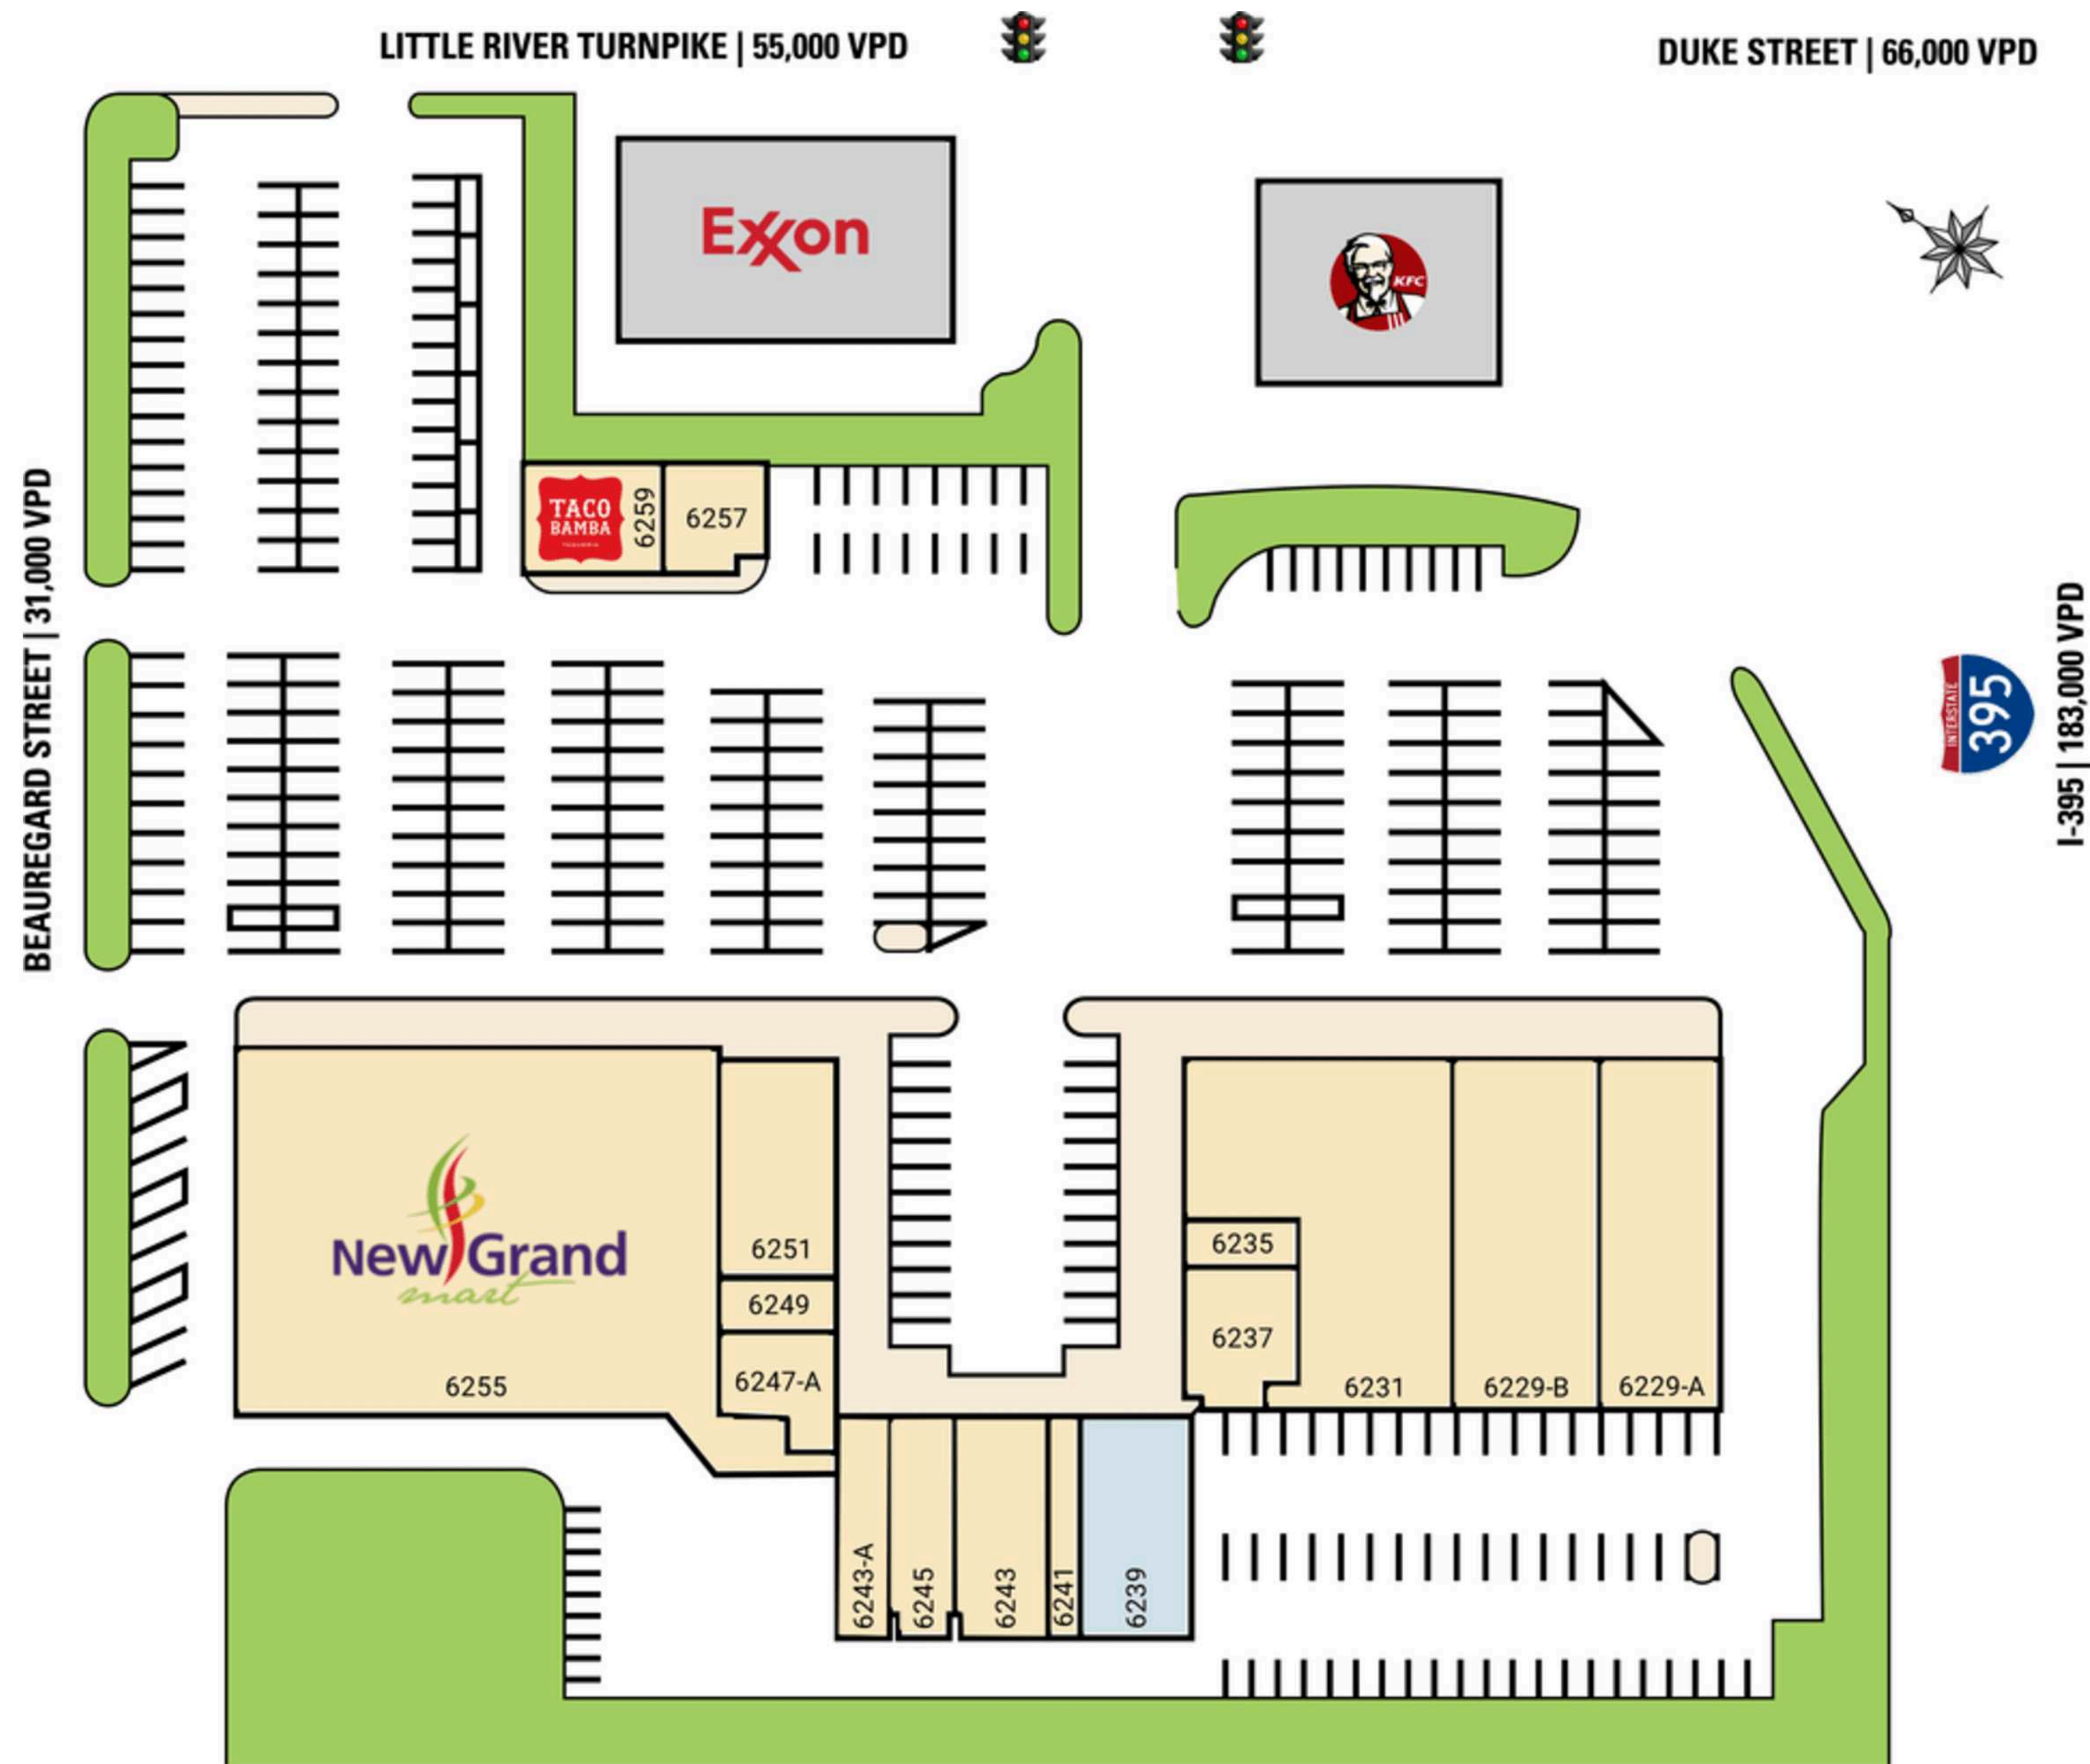 LITTLE RIVER TURNPIKE | 55,000 VPD
DUKE STREET | 66,000 VPD
Exxon
KFC
BEAUREGARD STREET | 31,000 VPD
TACO
BAMBA
6259
6257
INTERSTATE
395
I-395 | 183,000 VPD
New Grand
mart
6255
6251
6249
6247-A
6235
6237
6231
6229-B
6229-A
6243-A
6245
6243
6241
6239